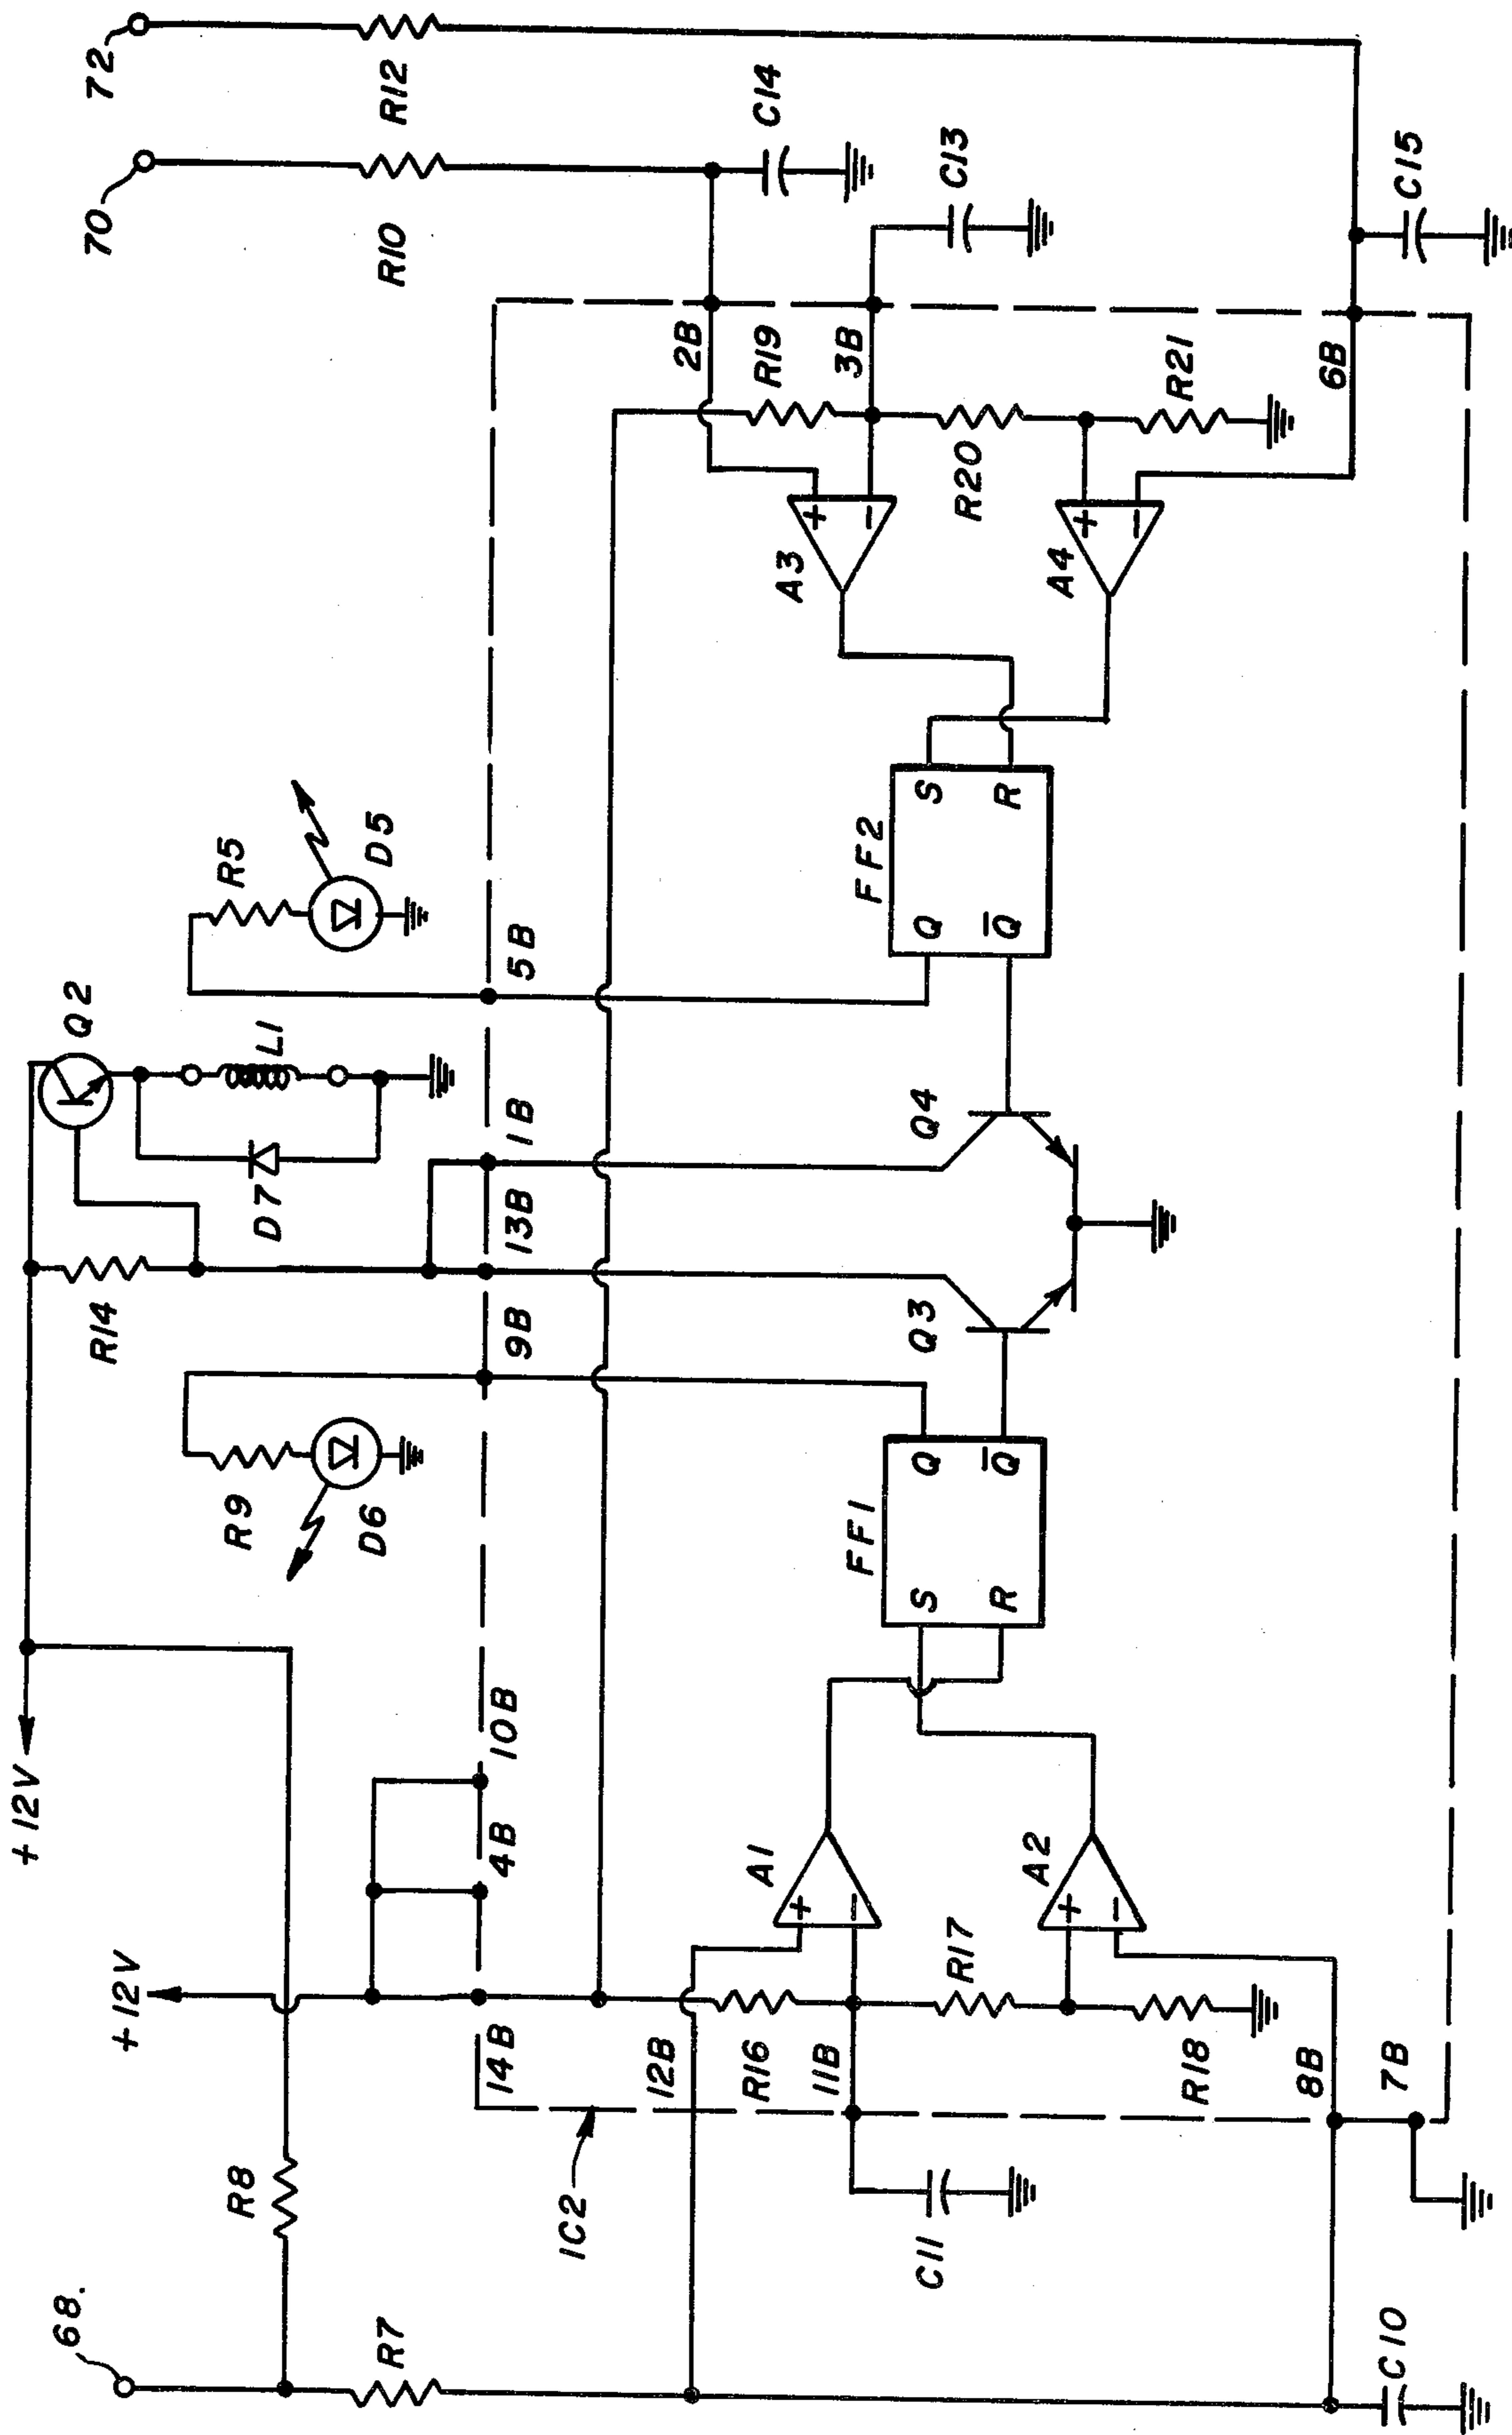 +12V
68.
R8
R7
+12V
R14
Q2
D7
L1
R9
D6
R5
D5
70
72
R10
R12
C14
C13
C15
IC2
14B
4B
10B
9B
13B
1B
5B
2B
3B
6B
12B
11B
8B
7B
R16
R17
R18
R19
R20
R21
A1
+
−
A2
+
−
A3
+
−
A4
+
−
FF1
S
R
Q
Q̅
FF2
S
R
Q
Q̅
Q3
Q4
C11
C10